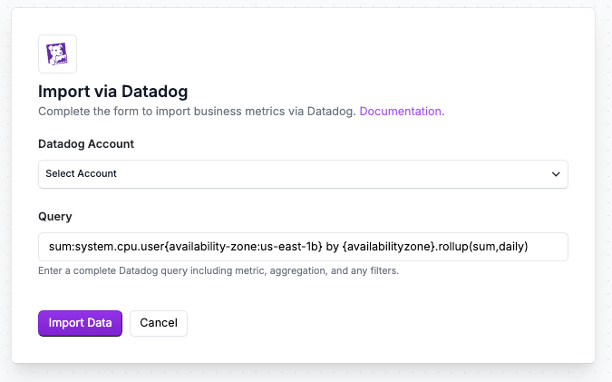 Import via Datadog
Complete the form to import business metrics via Datadog. Documentation.
Datadog Account
Select Account
Query
sum:system.cpu.user{availability-zone:us-east-1b} by {availabilityzone}.rollup(sum,daily)
Enter a complete Datadog query including metric, aggregation, and any filters.
Import Data
Cancel